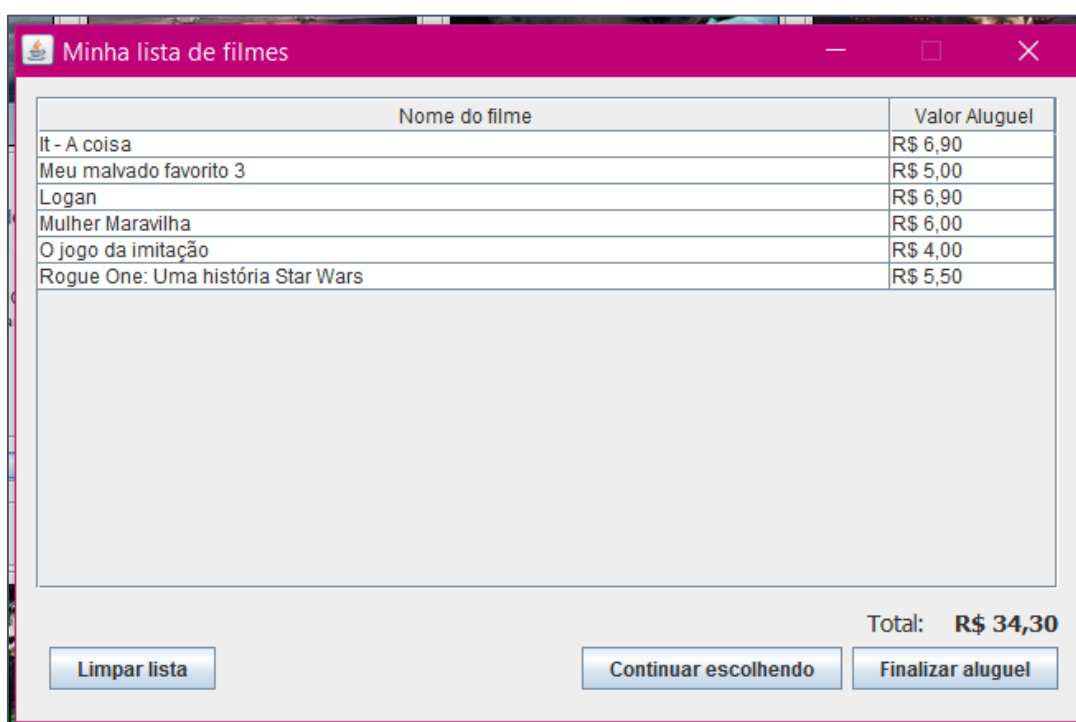 Minha lista de filmes
Nome do filme Valor Aluguel
It - A coisa R$ 6,90
Meu malvado favorito 3 R$ 5,00
Logan R$ 6,90
Mulher Maravilha R$ 6,00
O jogo da imitação R$ 4,00
Rogue One: Uma história Star Wars R$ 5,50
Total: R$ 34,30
Limpar lista Continuar escolhendo Finalizar aluguel